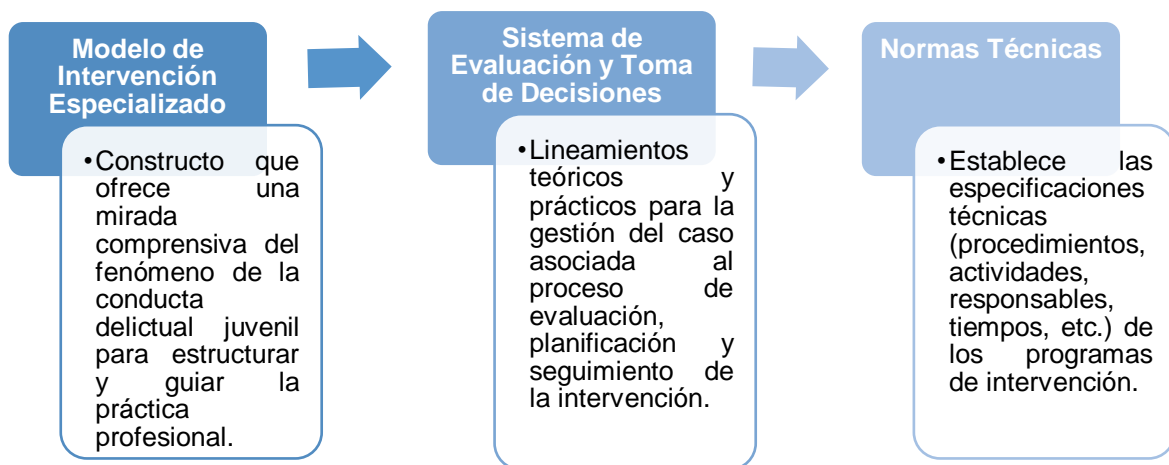 Modelo de
Intervención
Especializado
•Constructo que
ofrece una
mirada
comprensiva del
fenómeno de la
conducta
delictual juvenil
para estructurar
y guiar la
práctica
profesional.
Sistema de
Evaluación y Toma
de Decisiones
•Lineamientos
teóricos y
prácticos para la
gestión del caso
asociada al
proceso de
evaluación,
planificación y
seguimiento de
la intervención.
Normas Técnicas
•Establece las
especificaciones
técnicas
(procedimientos,
actividades,
responsables,
tiempos, etc.) de
los programas
de intervención.